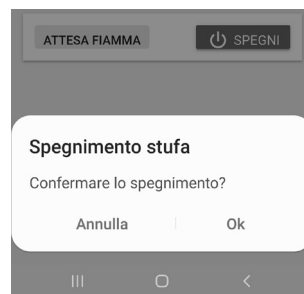 ATTESA FIAMMA
SPEGNI
Spegnimento stufa
Confermare lo spegnimento?
Annulla
Ok